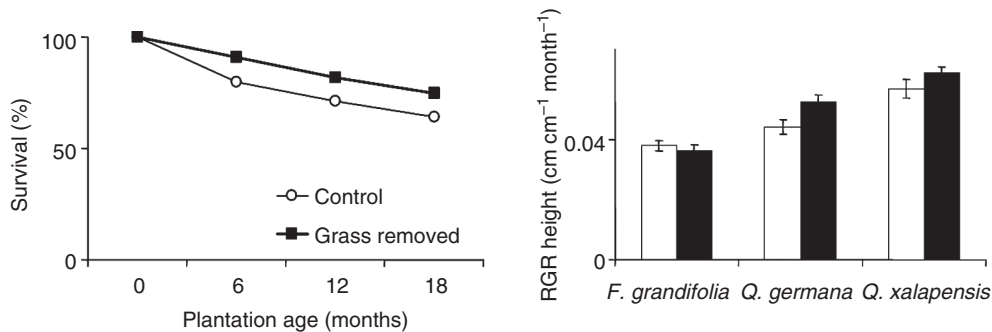 100
50
0
Survival (%)
Control
Grass removed
0 6 12 18
Plantation age (months)
RGR height (cm cm⁻¹ month⁻¹)
0.04
0
F. grandifolia Q. germana Q. xalapensis